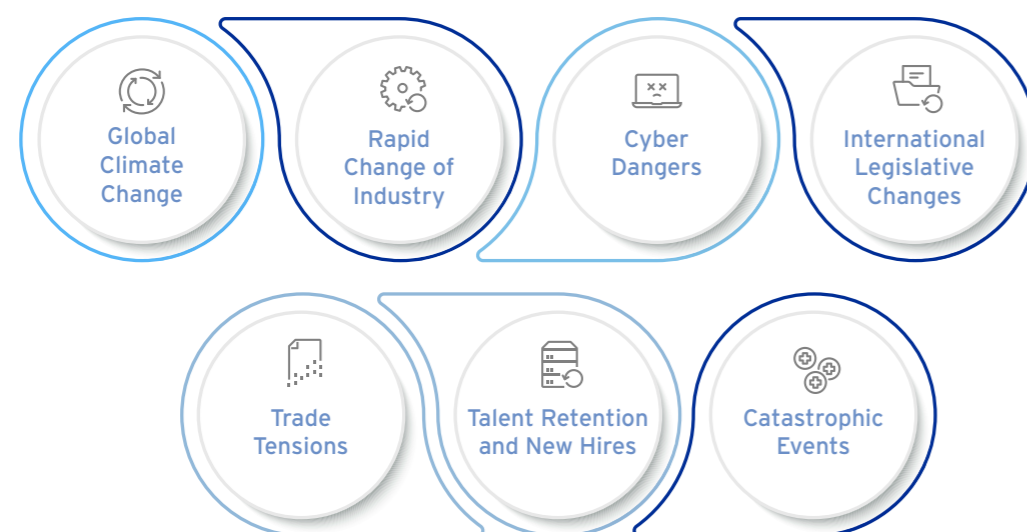 Global
Climate
Change
Rapid
Change of
Industry
Cyber
Dangers
International
Legislative
Changes
Trade
Tensions
Talent Retention
and New Hires
Catastrophic
Events